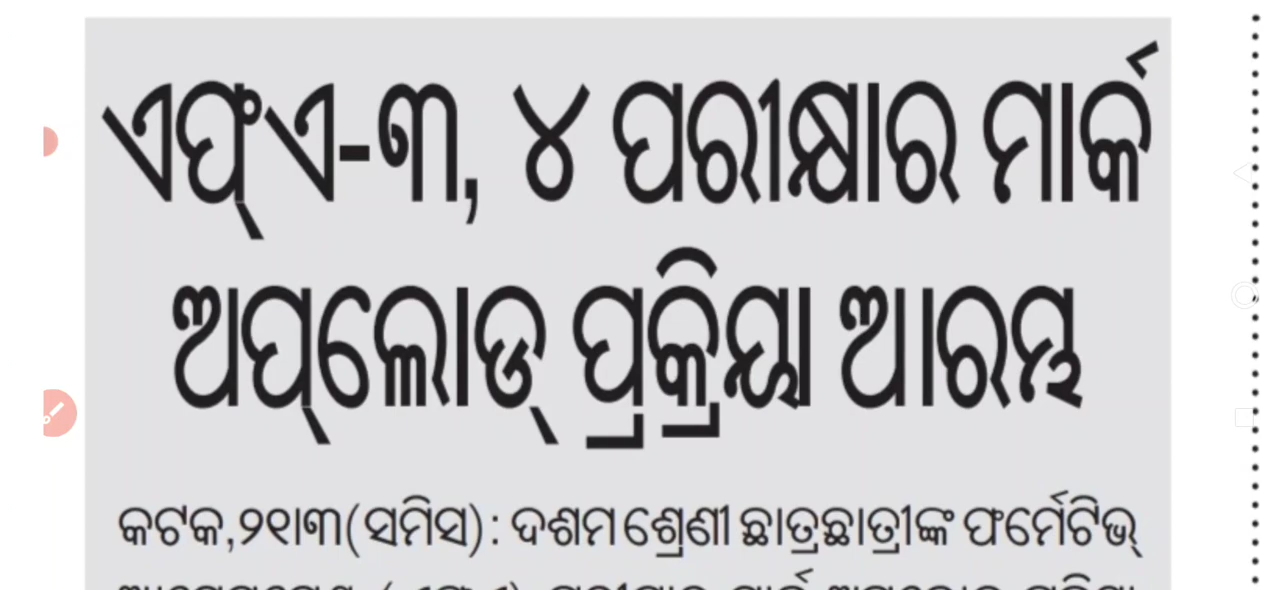 ଏଫ୍ଏ-୩, ୪ ପରୀକ୍ଷାର ମାର୍କ
ଅପ୍‌ଲୋଡ୍ ପ୍ରକ୍ରିୟା ଆରମ୍ଭ
କଟକ,୨୧।୩(ସମିସ): ଦଶମ ଶ୍ରେଣୀ ଛାତ୍ରଛାତ୍ରୀଙ୍କ ଫର୍ମେଟିଭ୍